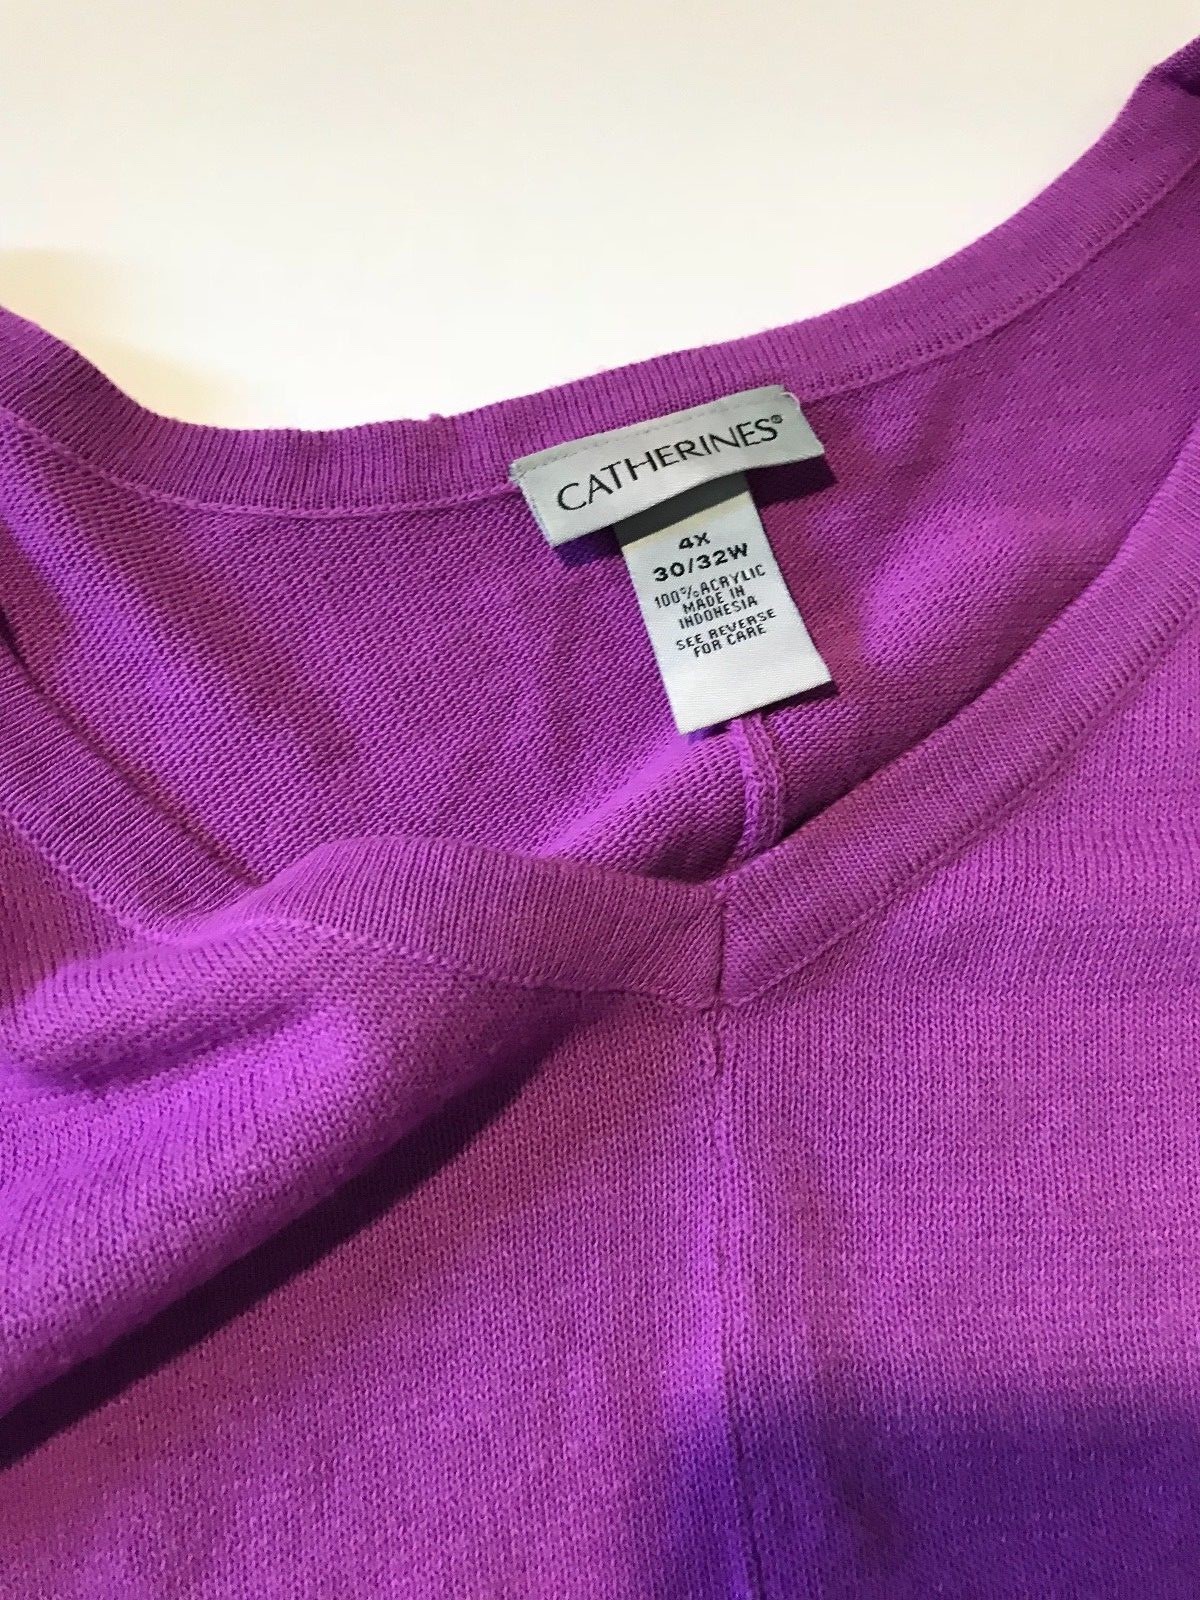 CATHERINES®
4X
30/32W
100% ACRYLIC
MADE IN
INDONESIA
SEE REVERSE
FOR CARE